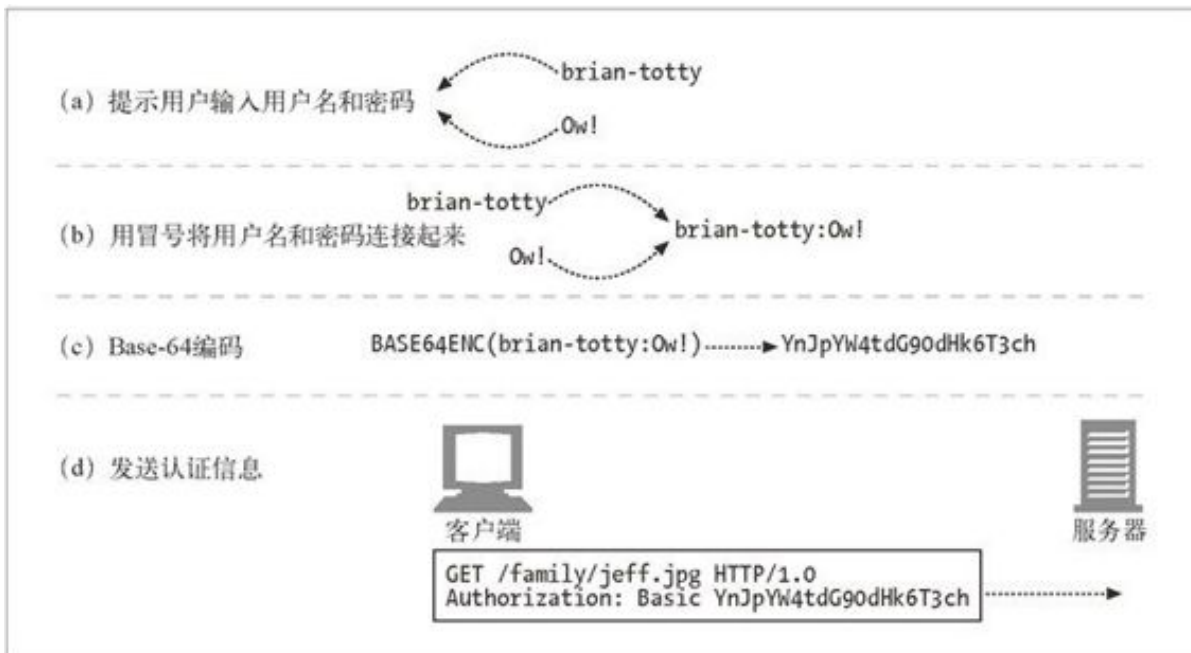 brian-totty
(a) 提示用户输入用户名和密码
Ow!
brian-totty
(b) 用冒号将用户名和密码连接起来
brian-totty:Ow!
Ow!
(c) Base-64编码 BASE64ENC(brian-totty:Ow!) YnJpYW4tdG90dHk6T3ch
(d) 发送认证信息
客户端
服务器
GET /family/jeff.jpg HTTP/1.0
Authorization: Basic YnJpYW4tdG90dHk6T3ch